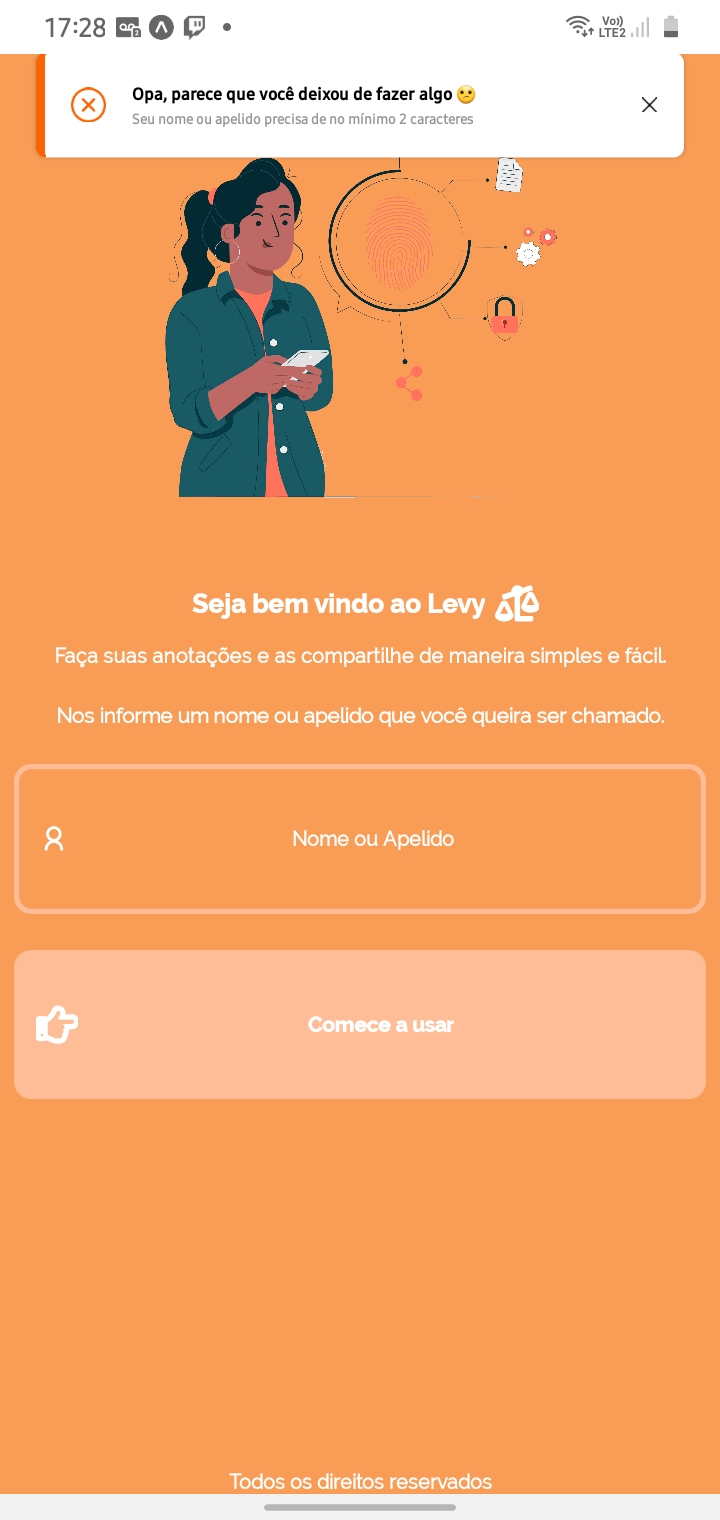 17:28
Vo))
LTE2
Opa, parece que você deixou de fazer algo 😕
Seu nome ou apelido precisa de no mínimo 2 caracteres
Seja bem vindo ao Levy
Faça suas anotações e as compartilhe de maneira simples e fácil.
Nos informe um nome ou apelido que você queira ser chamado.
Nome ou Apelido
Comece a usar
Todos os direitos reservados